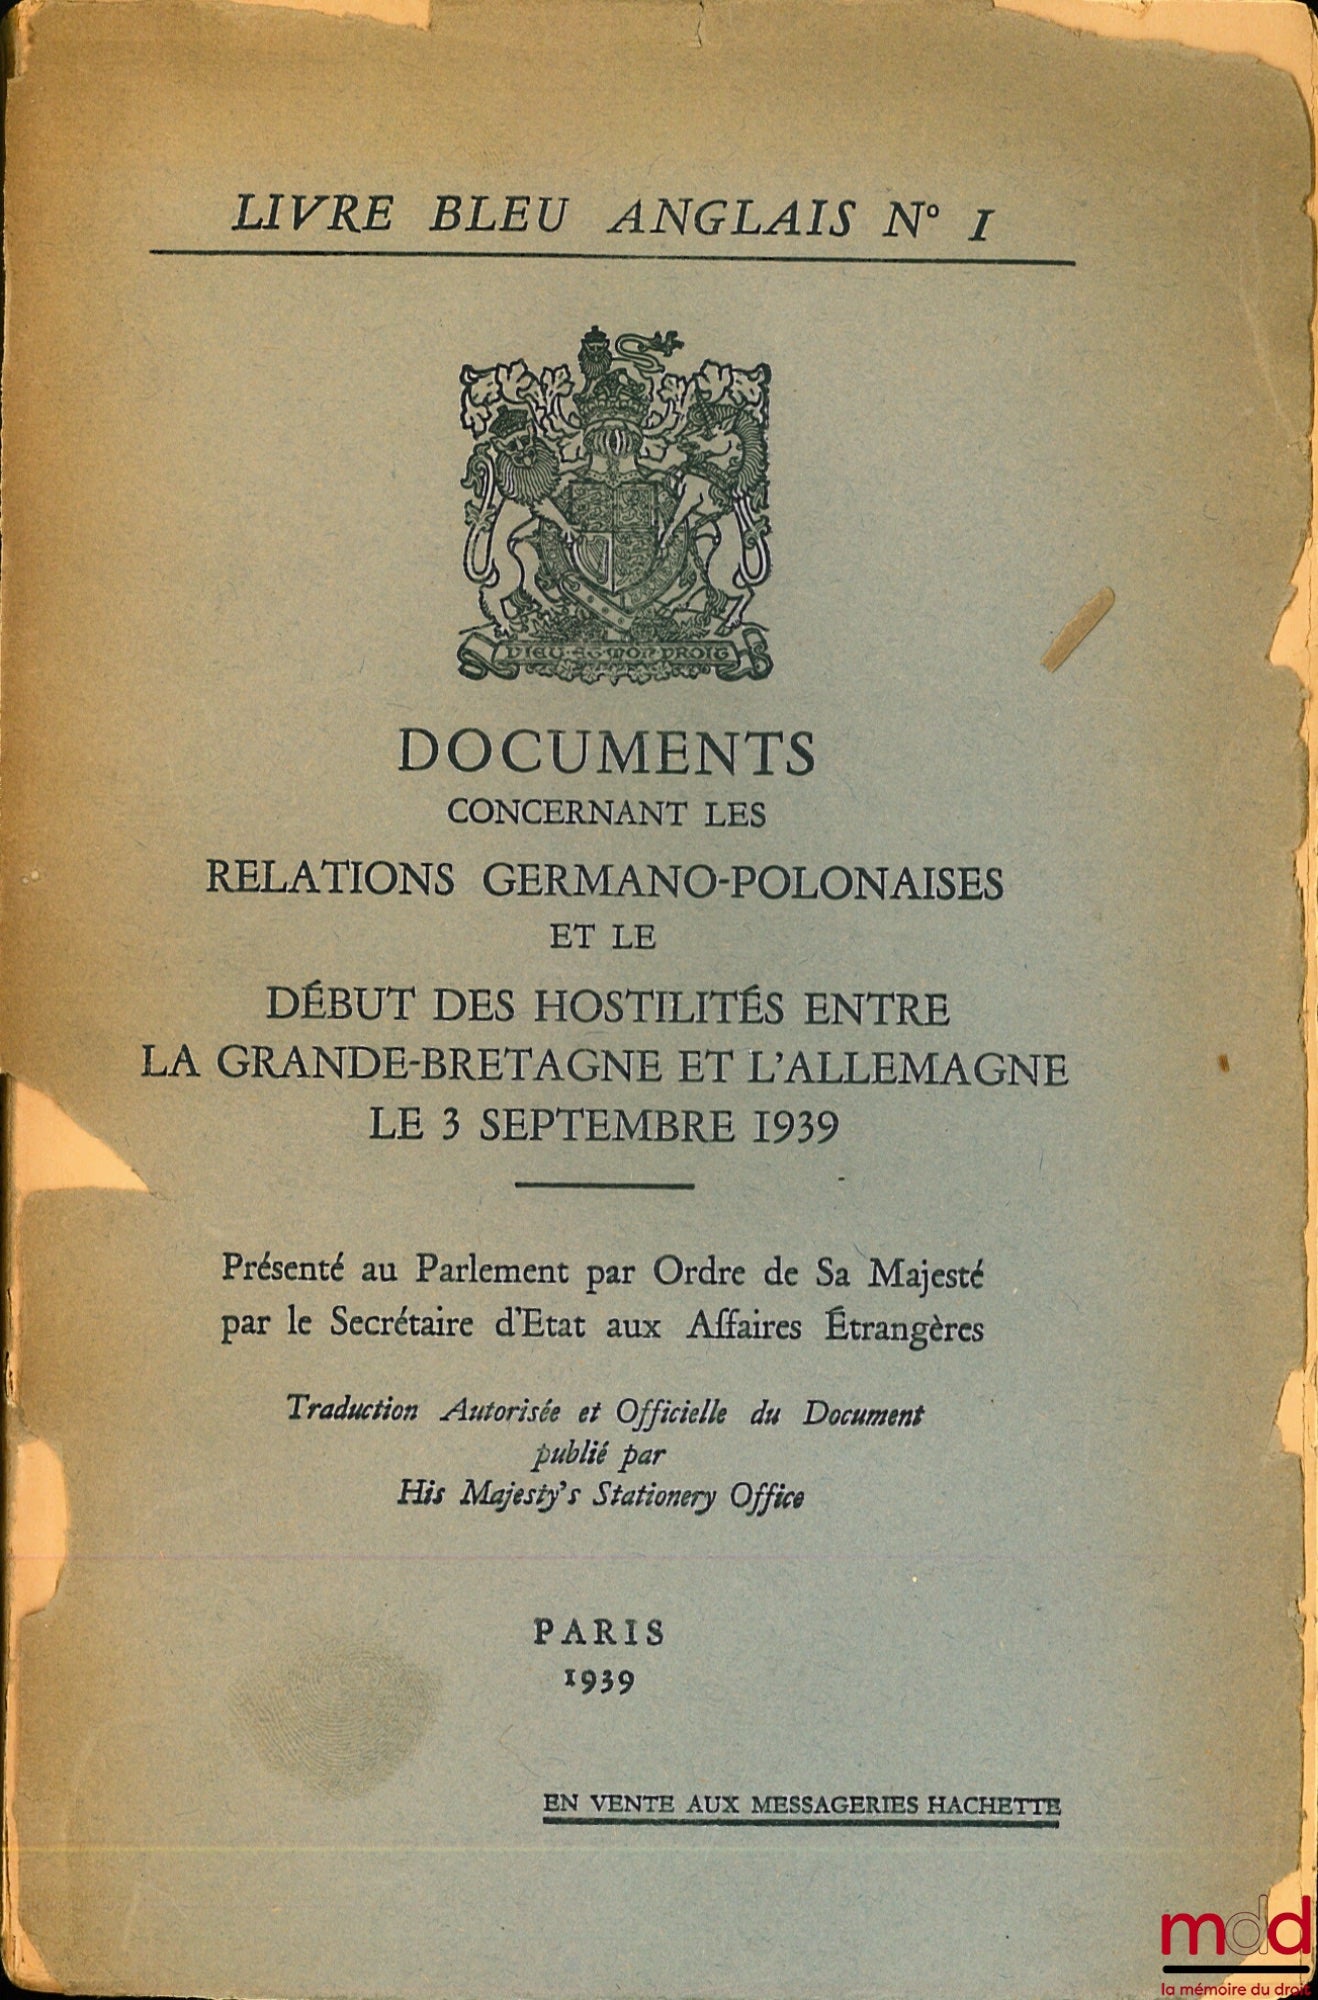 LIVRE BLEU ANGLAIS N° I
DIEU·ET·MON·DROIT
DOCUMENTS
CONCERNANT LES
RELATIONS GERMANO-POLONAISES
ET LE
DÉBUT DES HOSTILITÉS ENTRE
LA GRANDE-BRETAGNE ET L'ALLEMAGNE
LE 3 SEPTEMBRE 1939
Présenté au Parlement par Ordre de Sa Majesté
par le Secrétaire d'Etat aux Affaires Étrangères
Traduction Autorisée et Officielle du Document
publié par
His Majesty's Stationery Office
PARIS
1939
EN VENTE AUX MESSAGERIES HACHETTE
mdd
la mémoire du droit